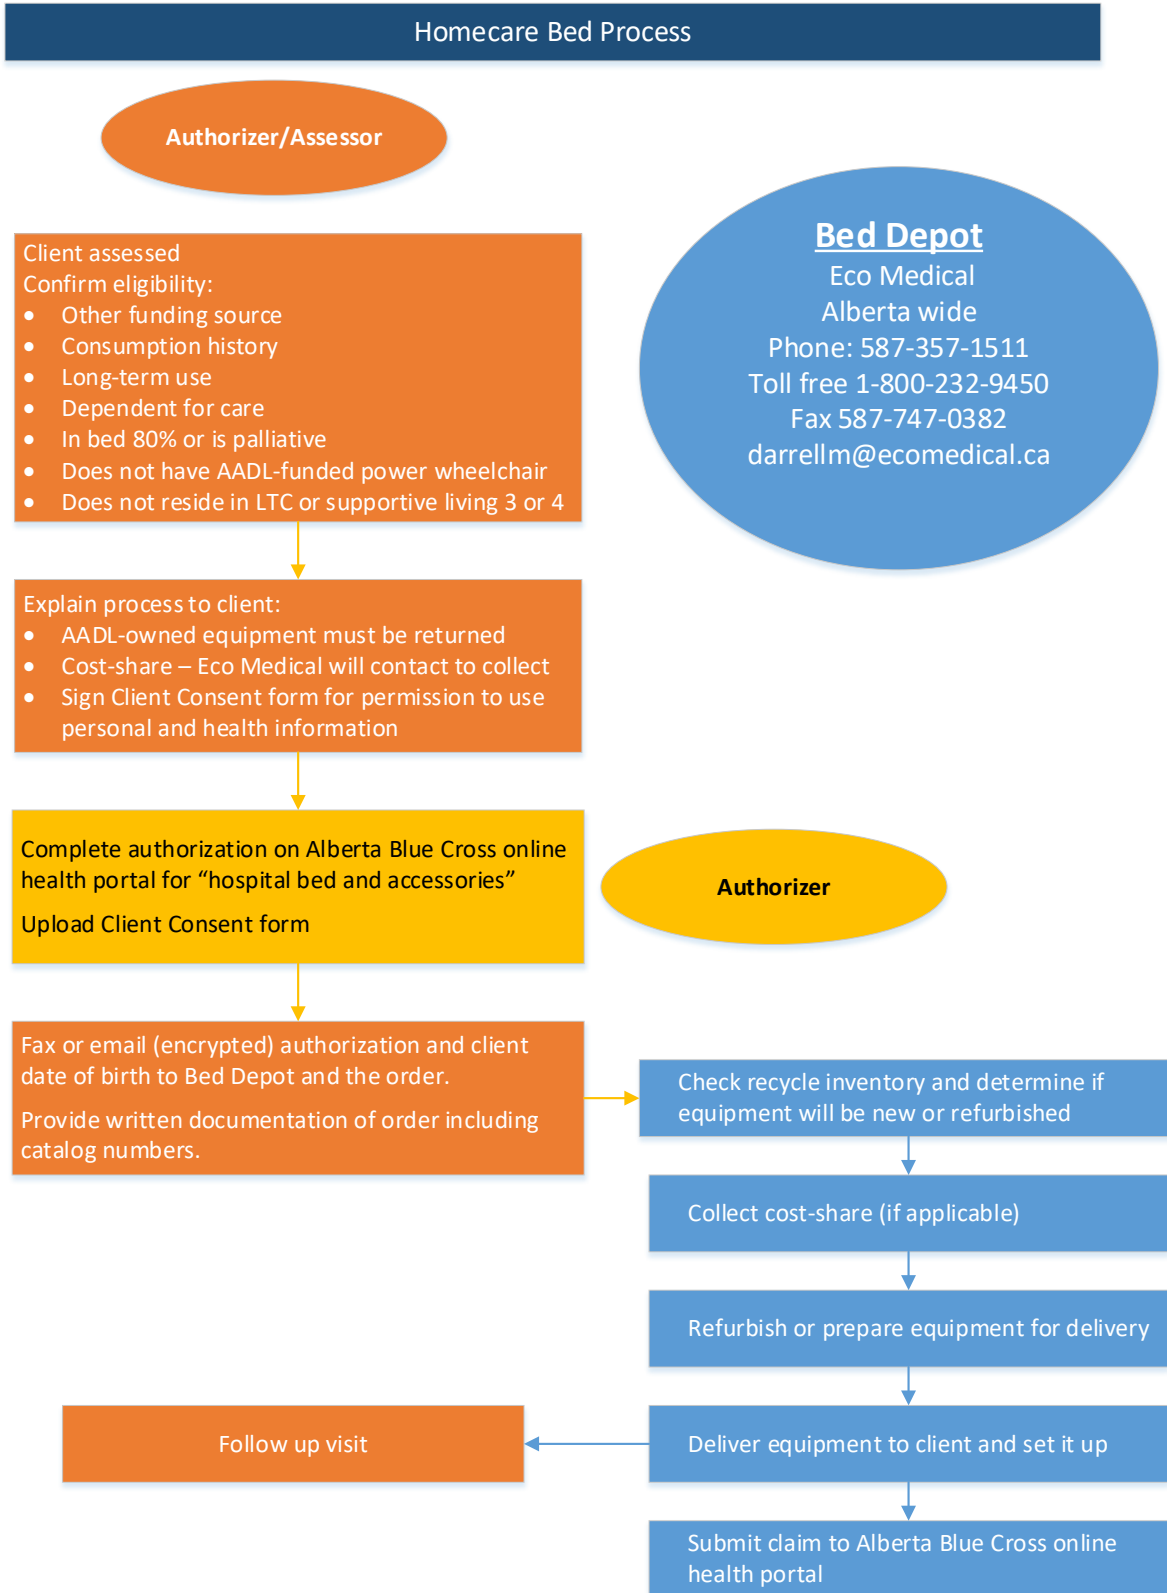 Homecare Bed Process
Authorizer/Assessor
Client assessed
Confirm eligibility:
• Other funding source
• Consumption history
• Long-term use
• Dependent for care
• In bed 80% or is palliative
• Does not have AADL-funded power wheelchair
• Does not reside in LTC or supportive living 3 or 4
Bed Depot
Eco Medical
Alberta wide
Phone: 587-357-1511
Toll free 1-800-232-9450
Fax 587-747-0382
darrellm@ecomedical.ca
Explain process to client:
• AADL-owned equipment must be returned
• Cost-share – Eco Medical will contact to collect
• Sign Client Consent form for permission to use
personal and health information
Complete authorization on Alberta Blue Cross online
health portal for “hospital bed and accessories”
Upload Client Consent form
Authorizer
Fax or email (encrypted) authorization and client
date of birth to Bed Depot and the order.
Provide written documentation of order including
catalog numbers.
Check recycle inventory and determine if
equipment will be new or refurbished
Collect cost-share (if applicable)
Refurbish or prepare equipment for delivery
Follow up visit
Deliver equipment to client and set it up
Submit claim to Alberta Blue Cross online
health portal